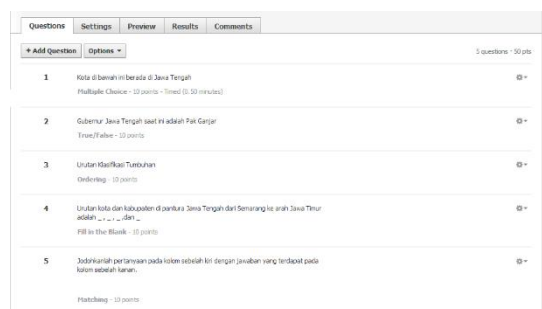 Questions Settings Preview Results Comments
+ Add Question Options
5 questions · 50 pts
1 Kota di bawah ini berada di Jawa Tengah
Multiple Choice - 10 points - Timed (0.50 minutes)
2 Gubernur Jawa Tengah saat ini adalah Pak Ganjar
True/False - 10 points
3 Urutan Klasifikasi Tumbuhan
Ordering - 10 points
4 Urutan kota dan kabupaten di pantura Jawa Tengah dari Semarang ke arah Jawa Timur
adalah _ , _ , _ ,dan _
Fill in the Blank - 10 points
5 Jodohkanlah pertanyaan pada kolom sebelah kiri dengan jawaban yang terdapat pada
kolom sebelah kanan.
Matching - 10 points